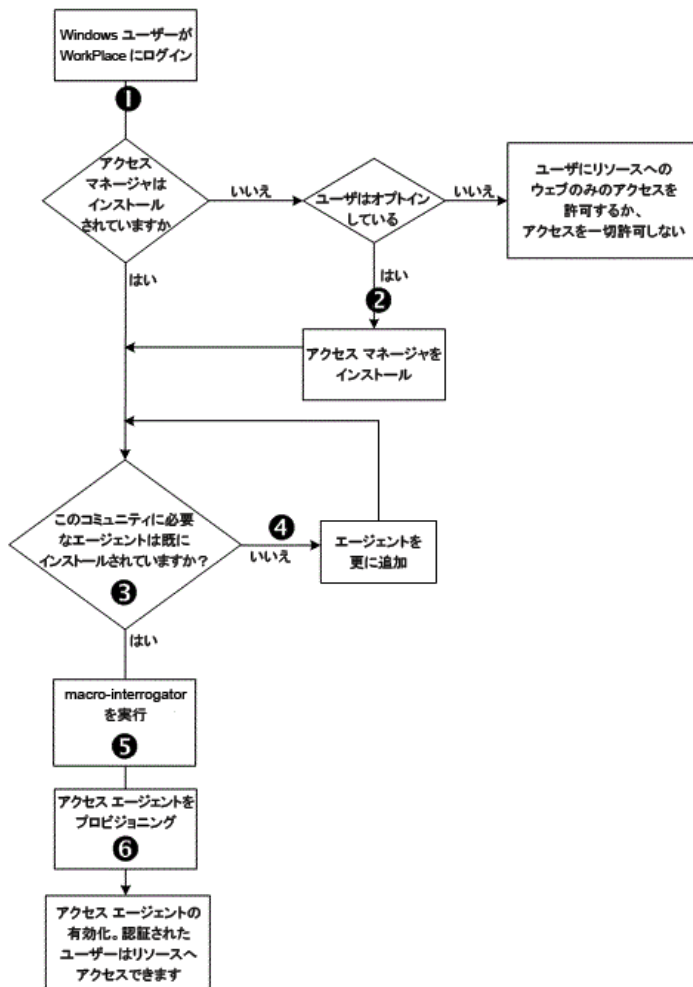 Windows ユーザーが
WorkPlace にログイン
❶
アクセス
マネージャは
インストール
されていますか
いいえ
ユーザはオプトイン
している
いいえ
ユーザにリソースへの
ウェブのみのアクセスを
許可するか、
アクセスを一切許可しない
はい
はい
❷
アクセス マネージャを
インストール
このコミュニティに必要
なエージェントは既に
インストールされていますか？
❸
❹
いいえ
エージェントを
更に追加
はい
macro-interrogator
を実行
❺
アクセス エージェントを
プロビジョニング
❻
アクセス エージェントの
有効化。認証された
ユーザーはリソースへ
アクセスできます